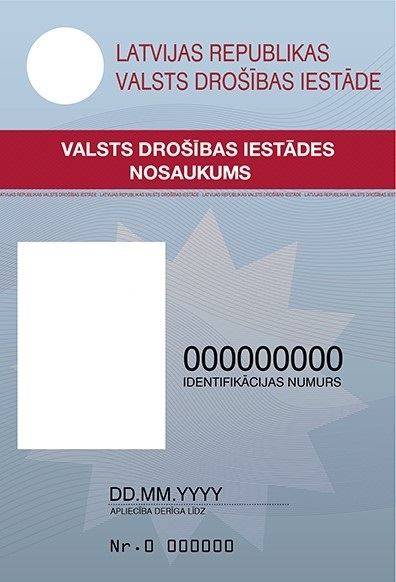 LATVIJAS REPUBLIKAS
VALSTS DROŠĪBAS IESTĀDE
VALSTS DROŠĪBAS IESTĀDES
NOSAUKUMS
LATVIJAS REPUBLIKAS VALSTS DROŠĪBAS IESTĀDE · LATVIJAS REPUBLIKAS VALSTS DROŠĪBAS IESTĀDE · LATVIJAS REPUBLIKAS VALSTS DROŠĪBAS IESTĀDE · LATVIJAS REPUBLIKAS VALSTS DROŠĪBAS
000000000
IDENTIFIKĀCIJAS NUMURS
DD.MM.YYYY
APLIECĪBA DERĪGA LĪDZ
Nr.0 000000